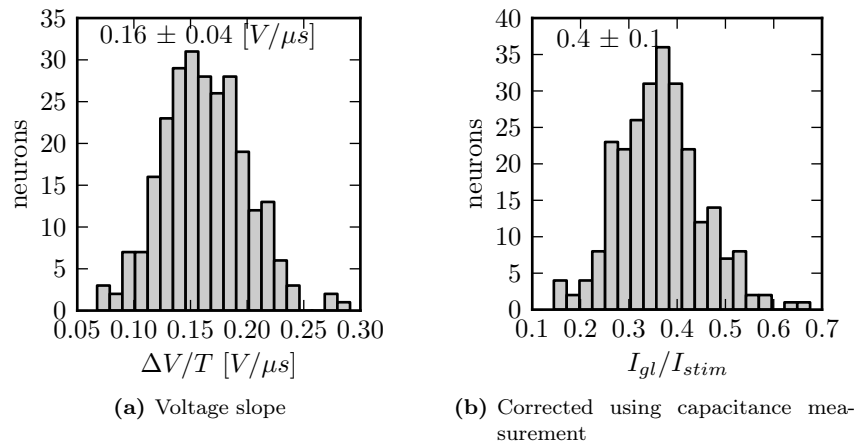 35
30
25
20
15
10
5
0
neurons
0.16 ± 0.04 [V/μs]
0.05 0.10 0.15 0.20 0.25 0.30
ΔV/T [V/μs]
(a) Voltage slope
40
35
30
25
20
15
10
5
0
neurons
0.4 ± 0.1
0.1 0.2 0.3 0.4 0.5 0.6 0.7
I_gl/I_stim
(b) Corrected using capacitance mea-
surement